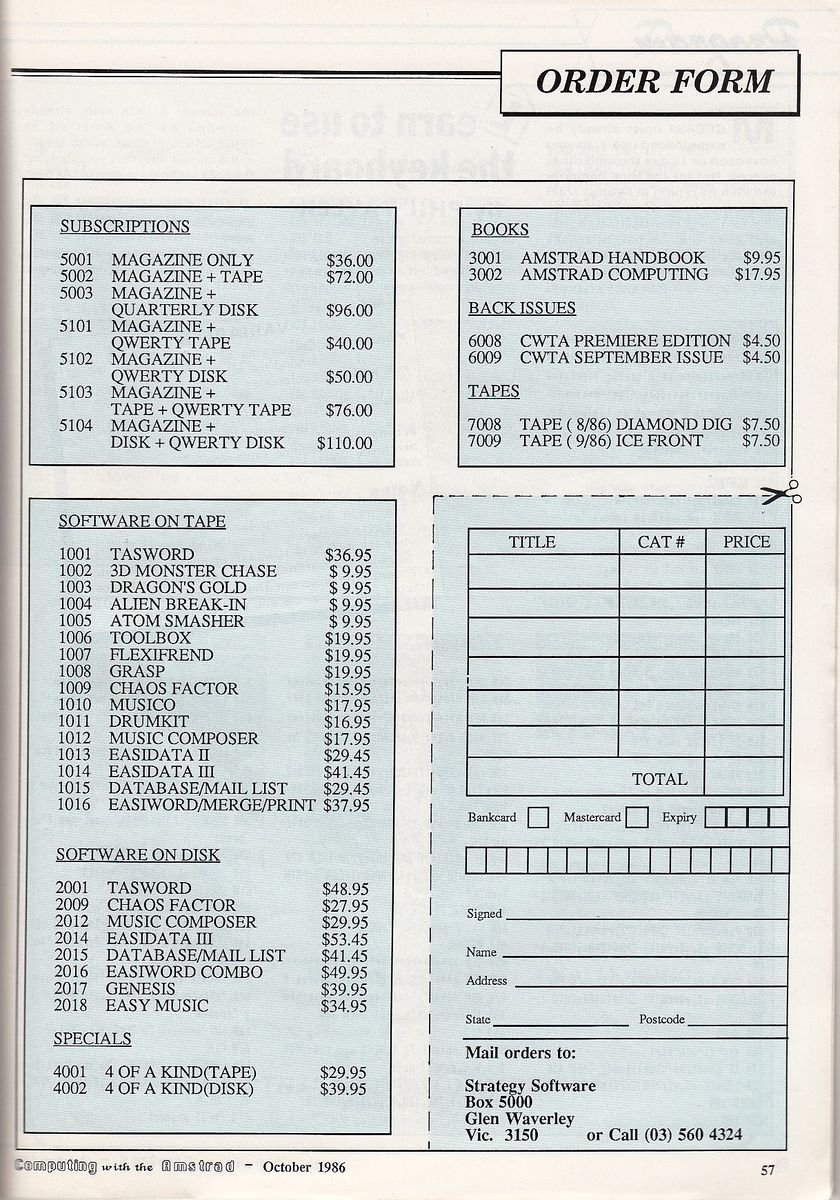 ORDER FORM
SUBSCRIPTIONS
5001 MAGAZINE ONLY $36.00
5002 MAGAZINE + TAPE $72.00
5003 MAGAZINE +
QUARTERLY DISK $96.00
5101 MAGAZINE +
QWERTY TAPE $40.00
5102 MAGAZINE +
QWERTY DISK $50.00
5103 MAGAZINE +
TAPE + QWERTY TAPE $76.00
5104 MAGAZINE +
DISK + QWERTY DISK $110.00
BOOKS
3001 AMSTRAD HANDBOOK $9.95
3002 AMSTRAD COMPUTING $17.95
BACK ISSUES
6008 CWTA PREMIERE EDITION $4.50
6009 CWTA SEPTEMBER ISSUE $4.50
TAPES
7008 TAPE ( 8/86) DIAMOND DIG $7.50
7009 TAPE ( 9/86) ICE FRONT $7.50
SOFTWARE ON TAPE
1001 TASWORD $36.95
1002 3D MONSTER CHASE $ 9.95
1003 DRAGON'S GOLD $ 9.95
1004 ALIEN BREAK-IN $ 9.95
1005 ATOM SMASHER $ 9.95
1006 TOOLBOX $19.95
1007 FLEXIFREND $19.95
1008 GRASP $19.95
1009 CHAOS FACTOR $15.95
1010 MUSICO $17.95
1011 DRUMKIT $16.95
1012 MUSIC COMPOSER $17.95
1013 EASIDATA II $29.45
1014 EASIDATA III $41.45
1015 DATABASE/MAIL LIST $29.45
1016 EASIWORD/MERGE/PRINT $37.95
SOFTWARE ON DISK
2001 TASWORD $48.95
2009 CHAOS FACTOR $27.95
2012 MUSIC COMPOSER $29.95
2014 EASIDATA III $53.45
2015 DATABASE/MAIL LIST $41.45
2016 EASIWORD COMBO $49.95
2017 GENESIS $39.95
2018 EASY MUSIC $34.95
SPECIALS
4001 4 OF A KIND(TAPE) $29.95
4002 4 OF A KIND(DISK) $39.95
TITLE CAT # PRICE
TOTAL
Bankcard Mastercard Expiry
Signed
Name
Address
State Postcode
Mail orders to:
Strategy Software
Box 5000
Glen Waverley
Vic. 3150 or Call (03) 560 4324
Computing with the Amstrad - October 1986
57